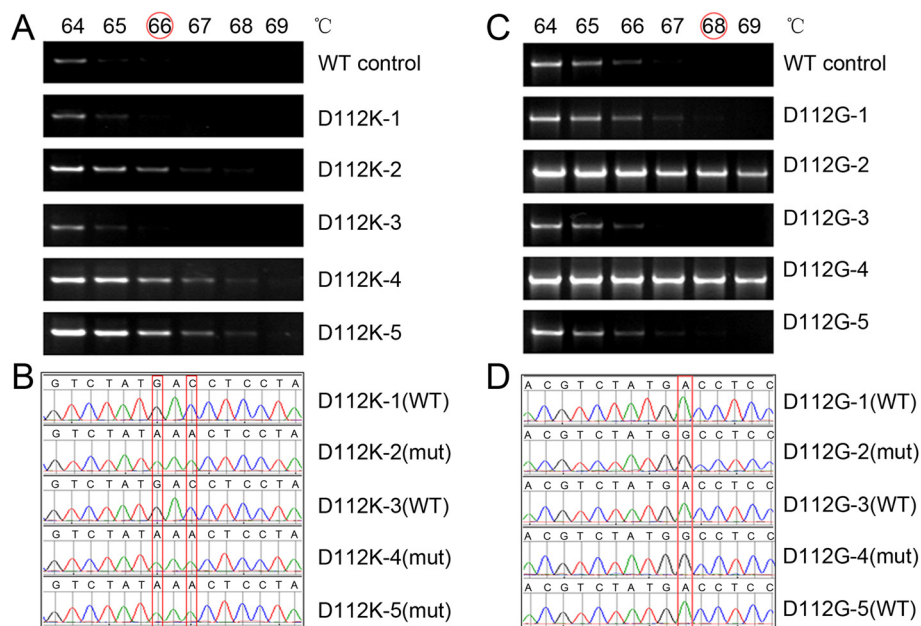 A
64 65 66 67 68 69 ℃
WT control
D112K-1
D112K-2
D112K-3
D112K-4
D112K-5
B
G T C T A T G A C C T C C T A
D112K-1(WT)
G T C T A T A A A C T C C T A
D112K-2(mut)
G T C T A T G A C C T C C T A
D112K-3(WT)
G T C T A T A A A C T C C T A
D112K-4(mut)
G T C T A T A A A C T C C T A
D112K-5(mut)
C
64 65 66 67 68 69 ℃
WT control
D112G-1
D112G-2
D112G-3
D112G-4
D112G-5
D
A C G T C T A T G A C C T C C
D112G-1(WT)
A C G T C T A T G G C C T C C
D112G-2(mut)
A C G T C T A T G A C C T C C
D112G-3(WT)
A C G T C T A T G G C C T C C
D112G-4(mut)
A C G T C T A T G A C C T C C
D112G-5(WT)